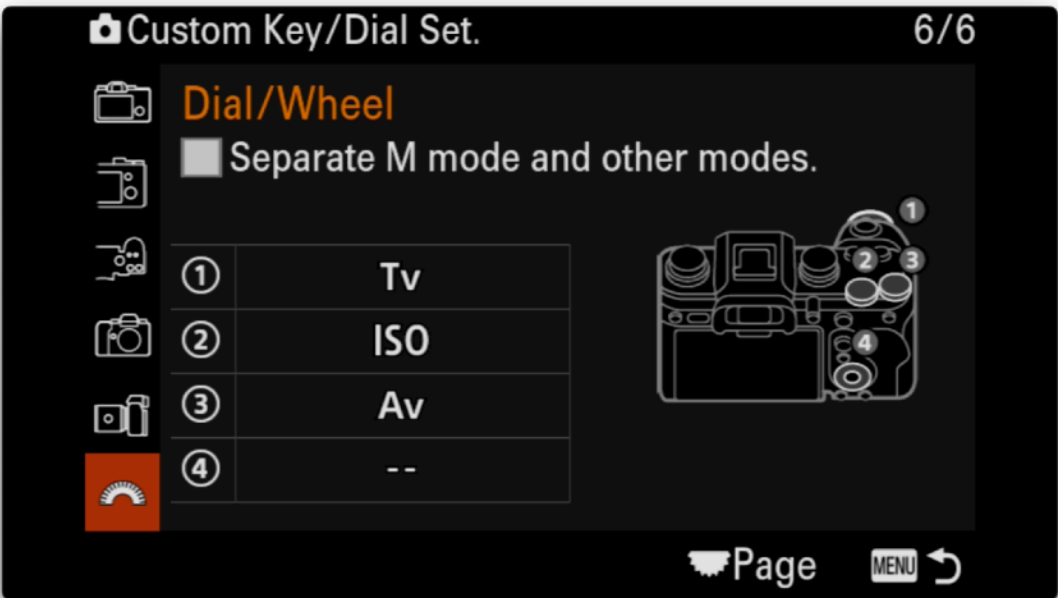 Custom Key/Dial Set. 6/6
Dial/Wheel
Separate M mode and other modes.
① Tv
② ISO
③ Av
④ --
1
2 3
4
Page MENU